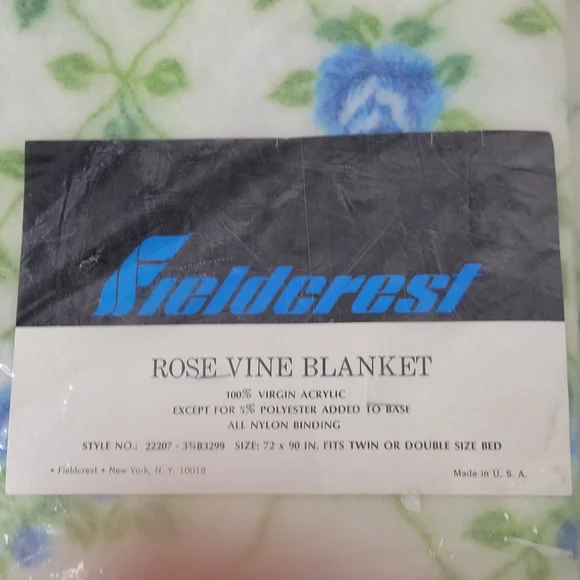 Fieldcrest
ROSE VINE BLANKET
100% VIRGIN ACRYLIC
EXCEPT FOR 5% POLYESTER ADDED TO BASE
ALL NYLON BINDING
STYLE NO.: 22207 - 3¾B3299 SIZE: 72 x 90 IN. FITS TWIN OR DOUBLE SIZE BED
• Fieldcrest • New York, N. Y. 10018 Made in U. S. A.